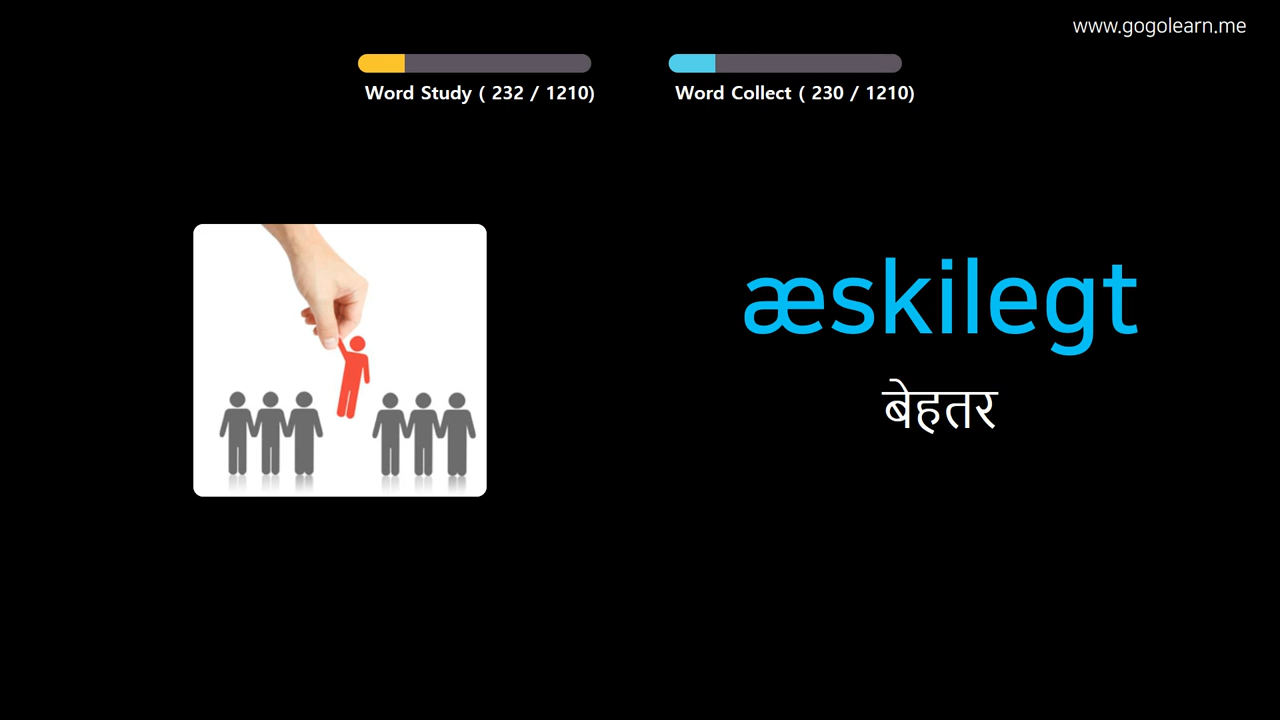 www.gogolearn.me
Word Study ( 232 / 1210)
Word Collect ( 230 / 1210)
æskilegt
बेहतर